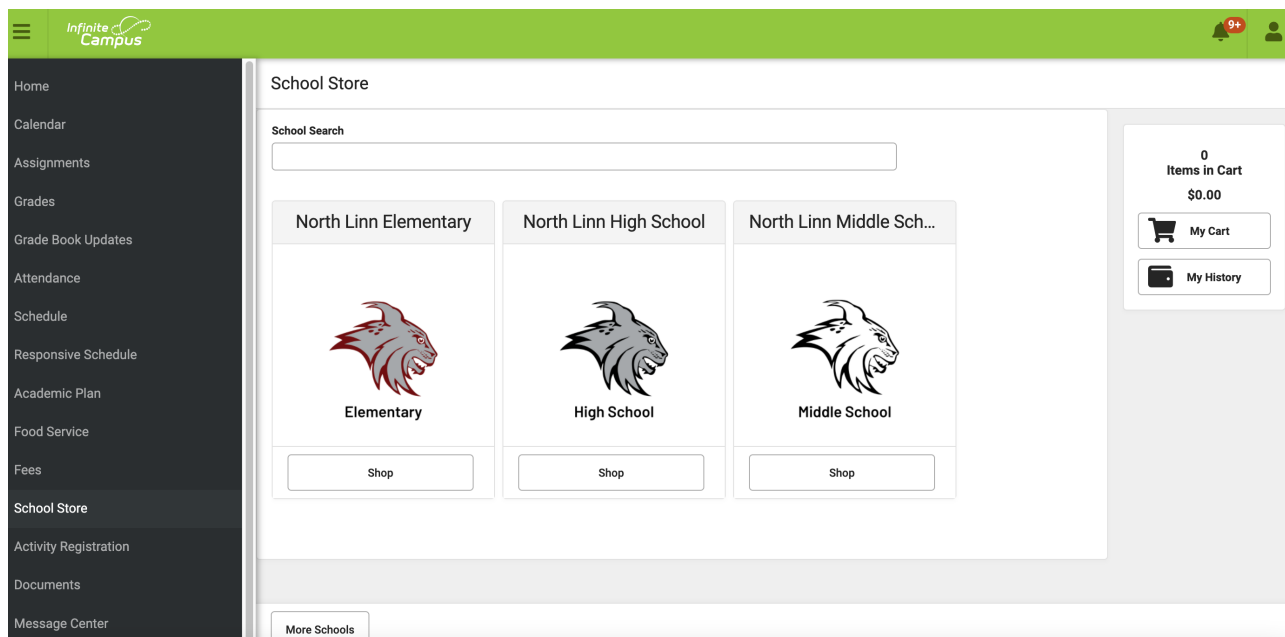 Infinite
Campus
9+
Home
Calendar
Assignments
Grades
Grade Book Updates
Attendance
Schedule
Responsive Schedule
Academic Plan
Food Service
Fees
School Store
Activity Registration
Documents
Message Center
School Store
School Search
North Linn Elementary
North Linn High School
North Linn Middle Sch...
Elementary
High School
Middle School
Shop
Shop
Shop
More Schools
0
Items in Cart
$0.00
My Cart
My History